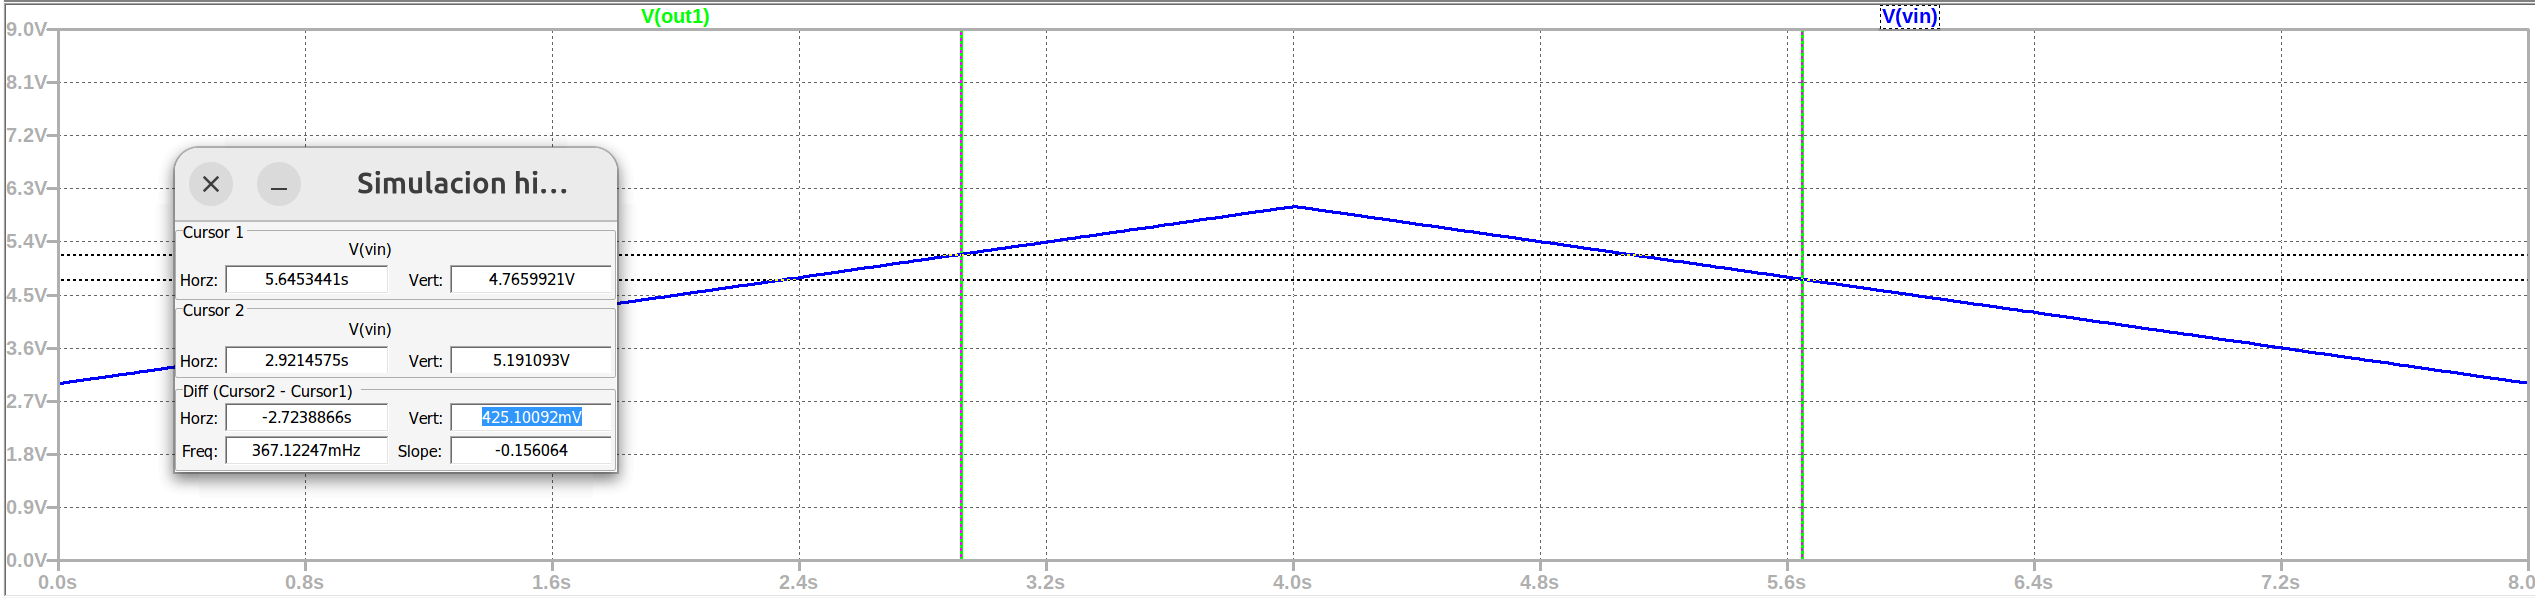 V(out1) V(vin)
9.0V
8.1V
7.2V
6.3V
5.4V
4.5V
3.6V
2.7V
1.8V
0.9V
0.0V
Simulacion hi...
Cursor 1
V(vin)
Horz: 5.6453441s Vert: 4.7659921V
Cursor 2
V(vin)
Horz: 2.9214575s Vert: 5.191093V
Diff (Cursor2 - Cursor1)
Horz: -2.7238866s Vert: 425.10092mV
Freq: 367.12247mHz Slope: -0.156064
0.0s 0.8s 1.6s 2.4s 3.2s 4.0s 4.8s 5.6s 6.4s 7.2s 8.0